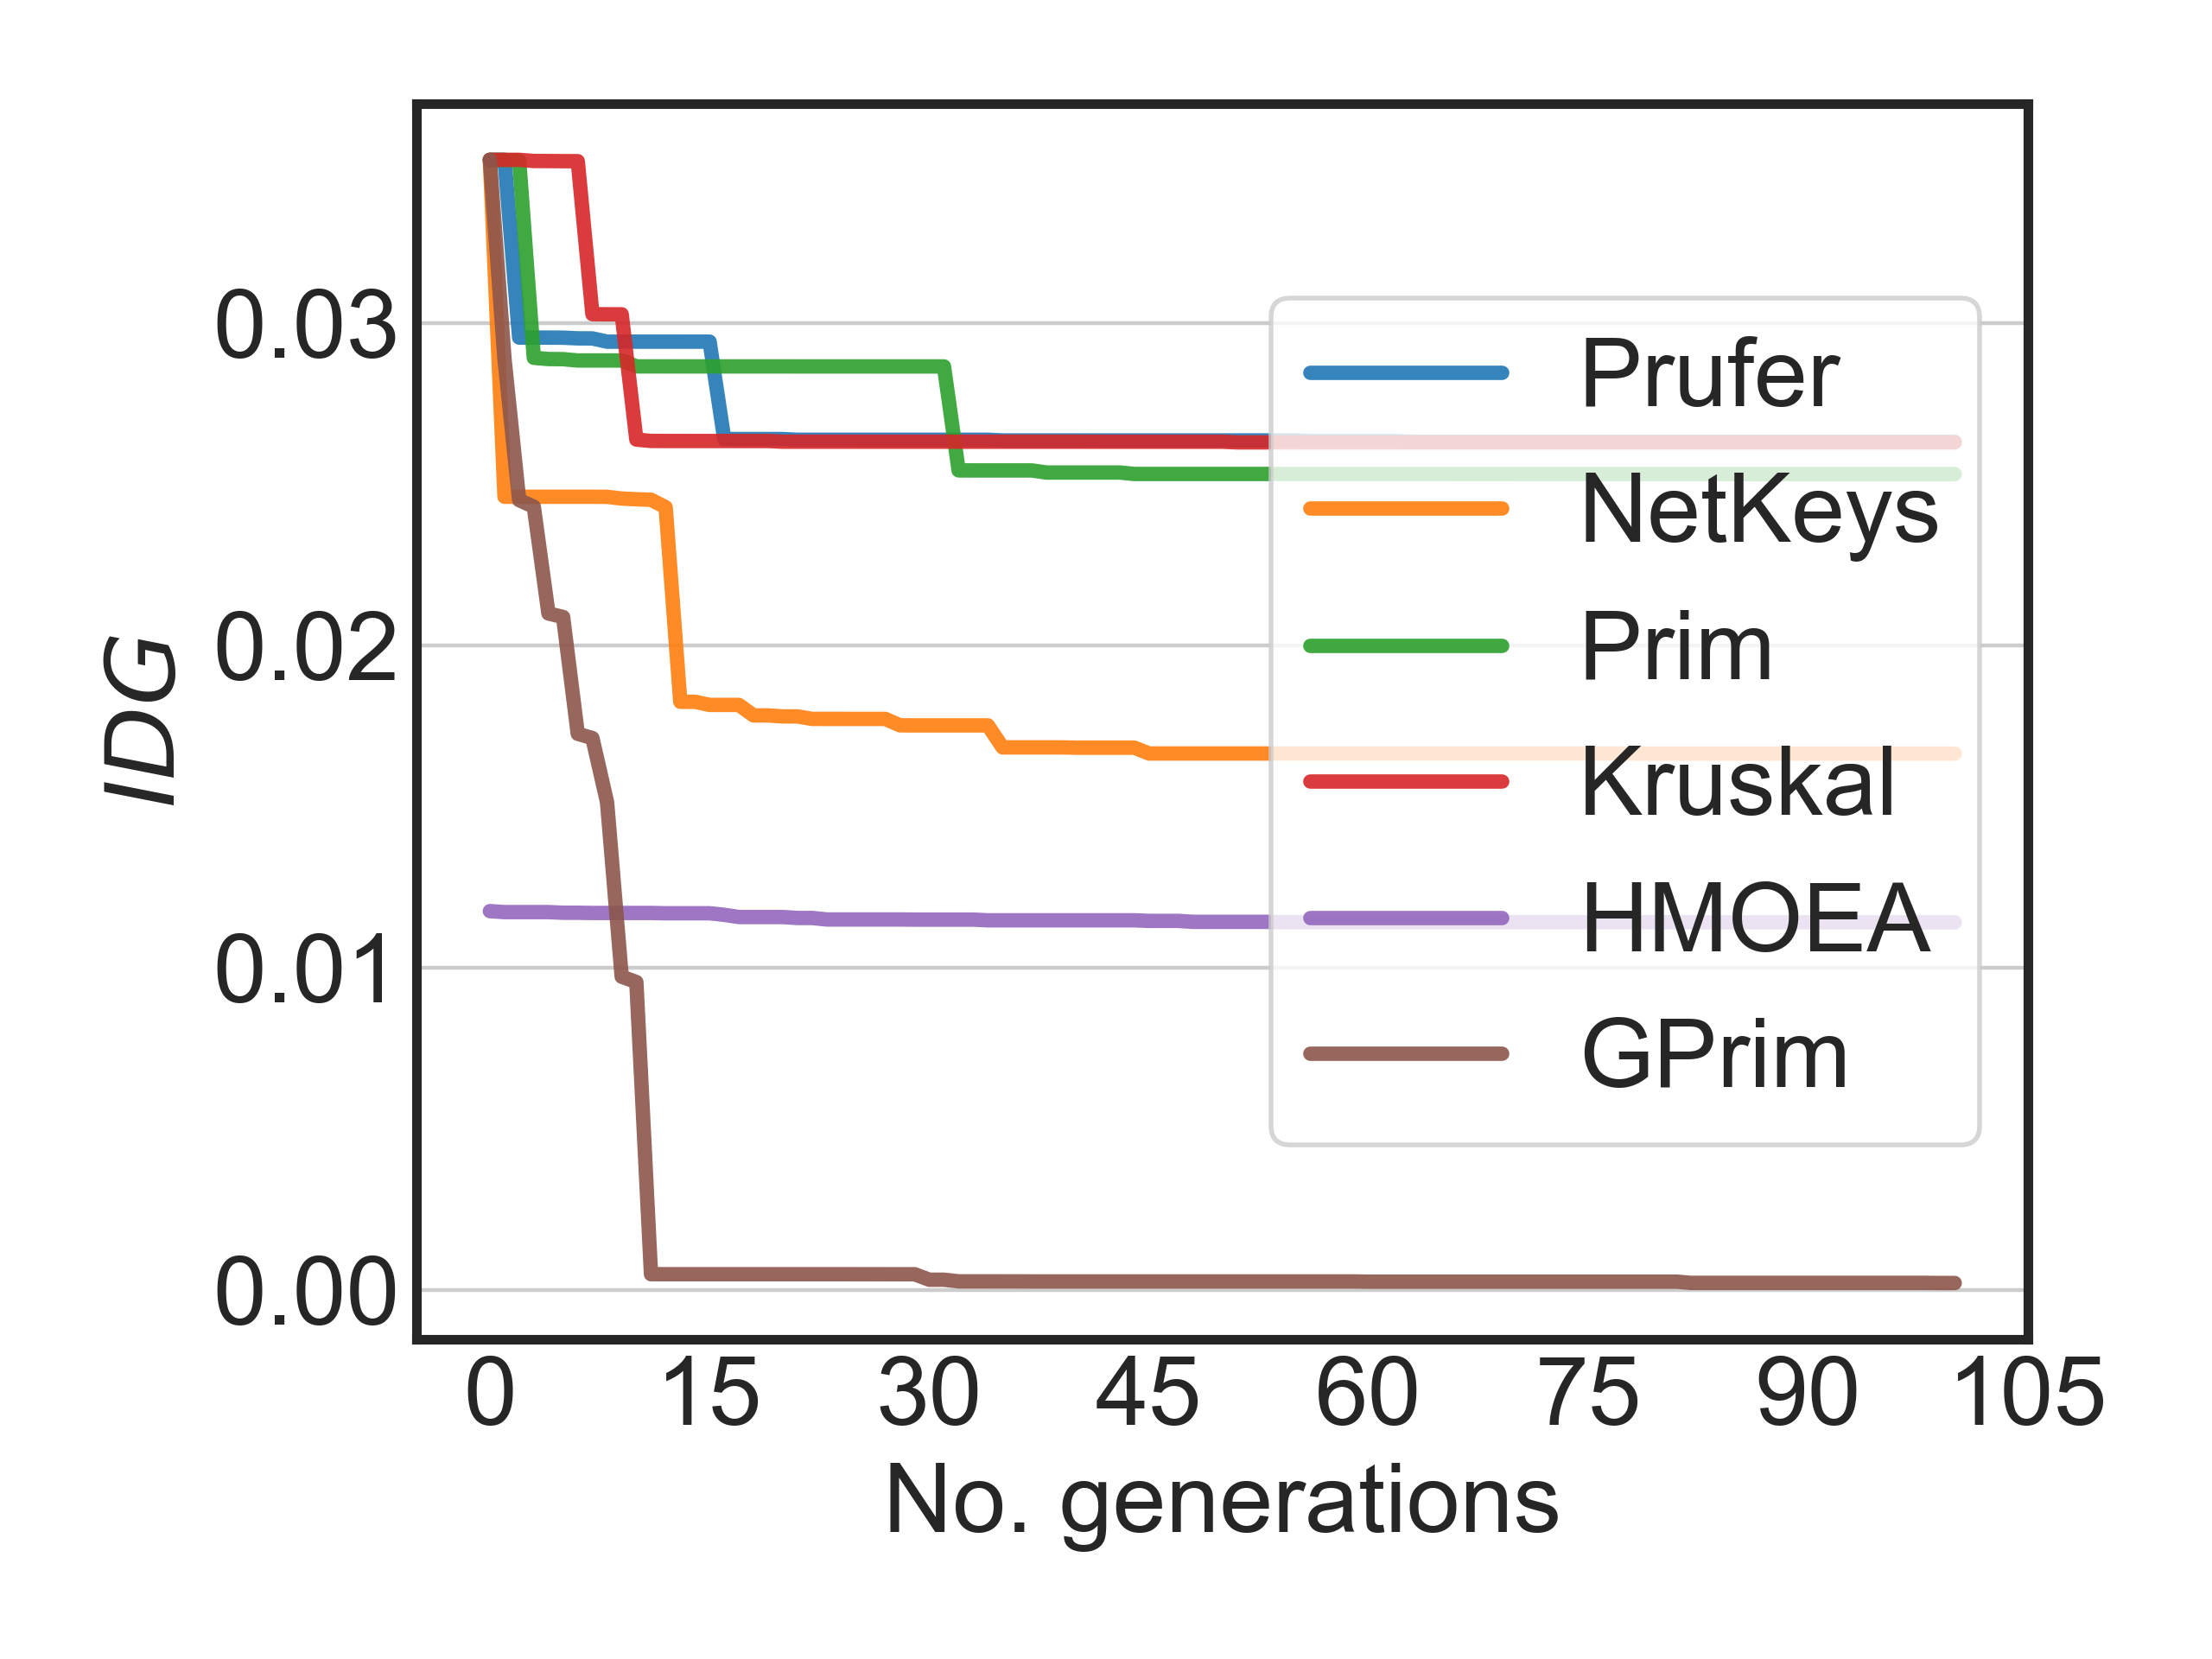 IDG
0.03
0.02
0.01
0.00
0 15 30 45 60 75 90 105
No. generations
Prufer
NetKeys
Prim
Kruskal
HMOEA
GPrim